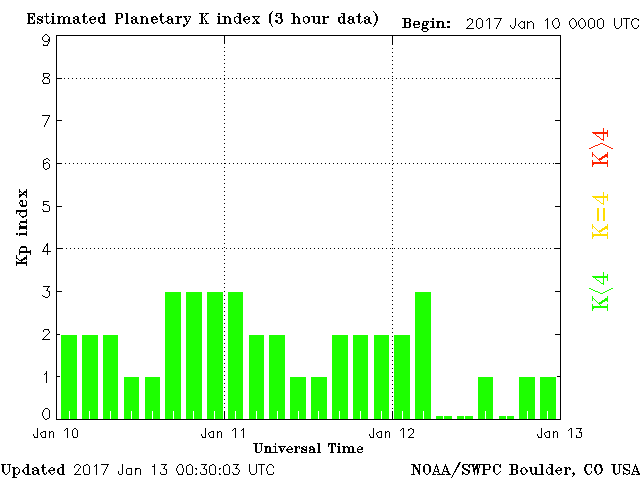 Estimated Planetary K index (3 hour data)
Begin: 2017 Jan 10 0000 UTC
9
8
7
6
5
4
3
2
1
0
Kp index
Jan 10
Jan 11
Jan 12
Jan 13
Universal Time
K>4
K=4
K<4
Updated 2017 Jan 13 00:30:03 UTC
NOAA/SWPC Boulder, CO USA